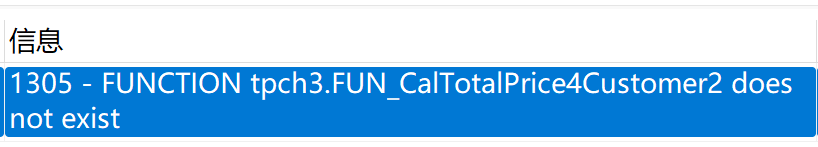 信息
1305 - FUNCTION tpch3.FUN_CalTotalPrice4Customer2 does
not exist